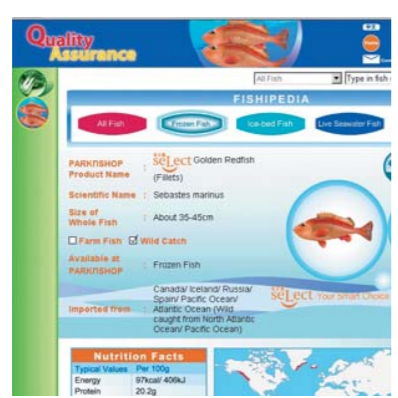 Quality
Assurance
中文
Home
All Fish Type in fish
FISHIPEDIA
All Fish Frozen Fish Ice-bed Fish Live Seawater Fish
PARKnSHOP
Product Name : SELECT Golden Redfish
(Fillets)
Scientific Name : Sebastes marinus
Size of
Whole Fish : About 35-45cm
Farm Fish Wild Catch
Available at
PARKnSHOP : Frozen Fish
Imported from : Canada/ Iceland/ Russia/
Spain/ Pacific Ocean/
Atlantic Ocean (Wild
caught from North Atlantic
Ocean/ Pacific Ocean)
SELECT Your Smart Choice
Nutrition Facts
Typical Values Per 100g
Energy 97kcal/ 406kJ
Protein 20.2g